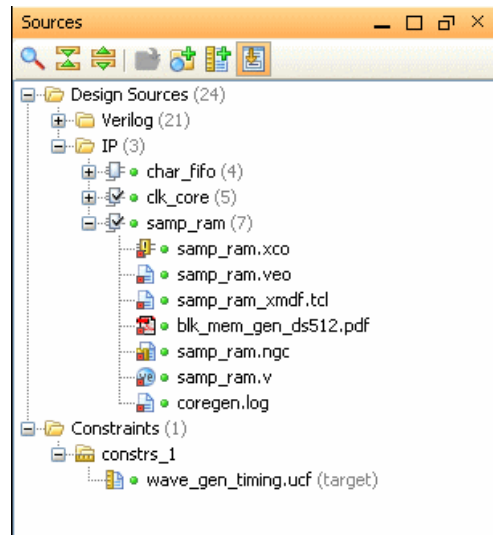 Sources
Design Sources (24)
Verilog (21)
IP (3)
char_fifo (4)
clk_core (5)
samp_ram (7)
samp_ram.xco
samp_ram.veo
samp_ram_xmdf.tcl
blk_mem_gen_ds512.pdf
samp_ram.ngc
samp_ram.v
coregen.log
Constraints (1)
constrs_1
wave_gen_timing.ucf (target)